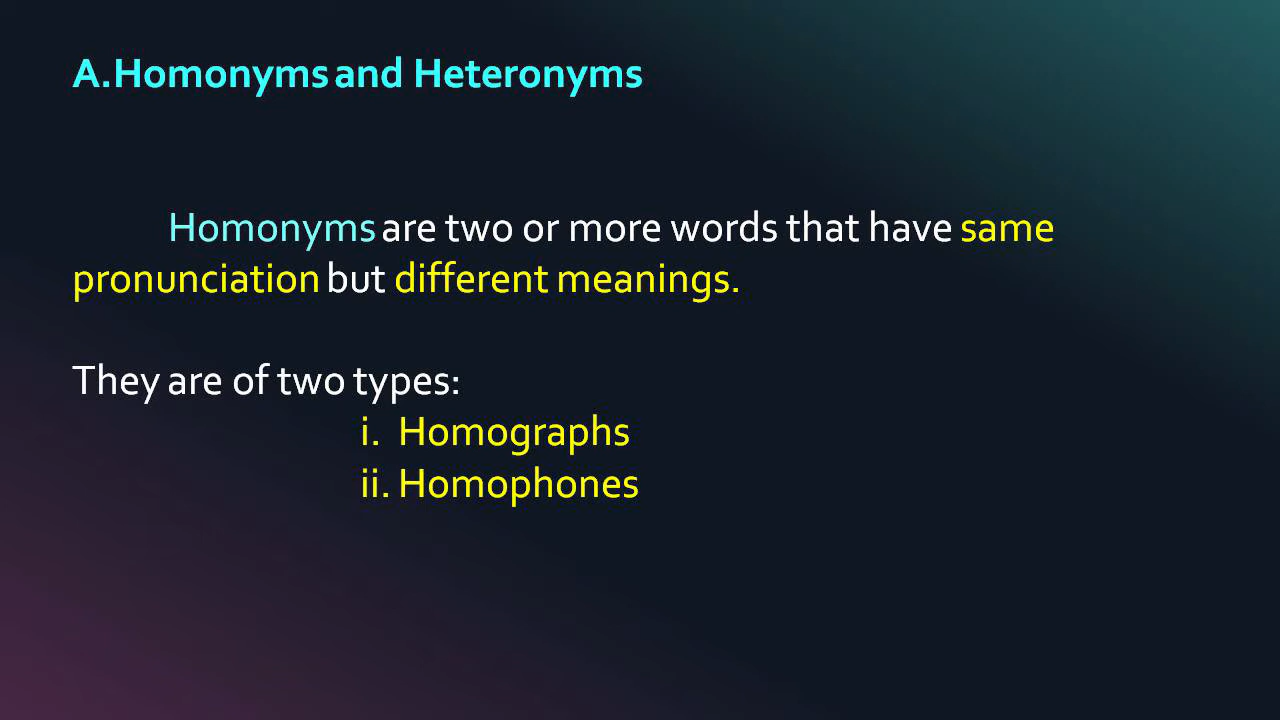 A.Homonyms and Heteronyms
Homonyms are two or more words that have same
pronunciation but different meanings.
They are of two types:
i. Homographs
ii. Homophones